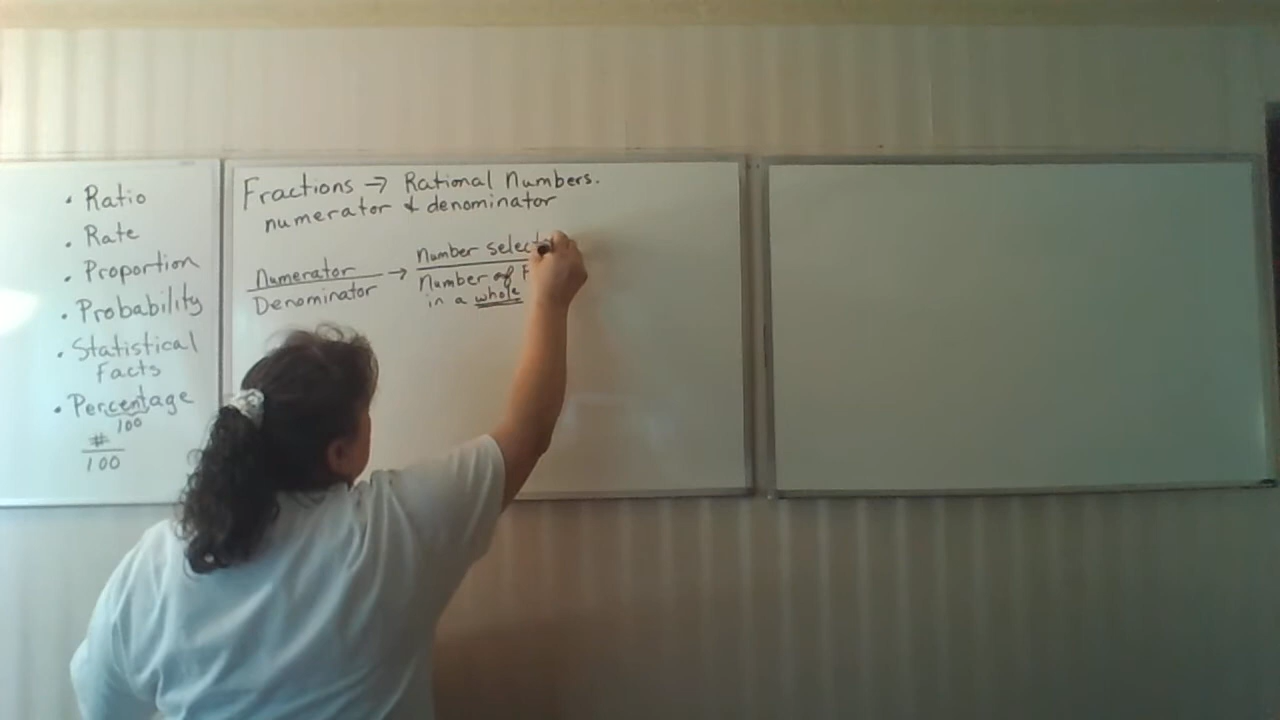 • Ratio
• Rate
• Proportion
• Probability
• Statistical
Facts
• Percentage
100
#
100
Fractions → Rational Numbers.
numerator & denominator
Numerator
Denominator
→
Number
Number of
in a whole